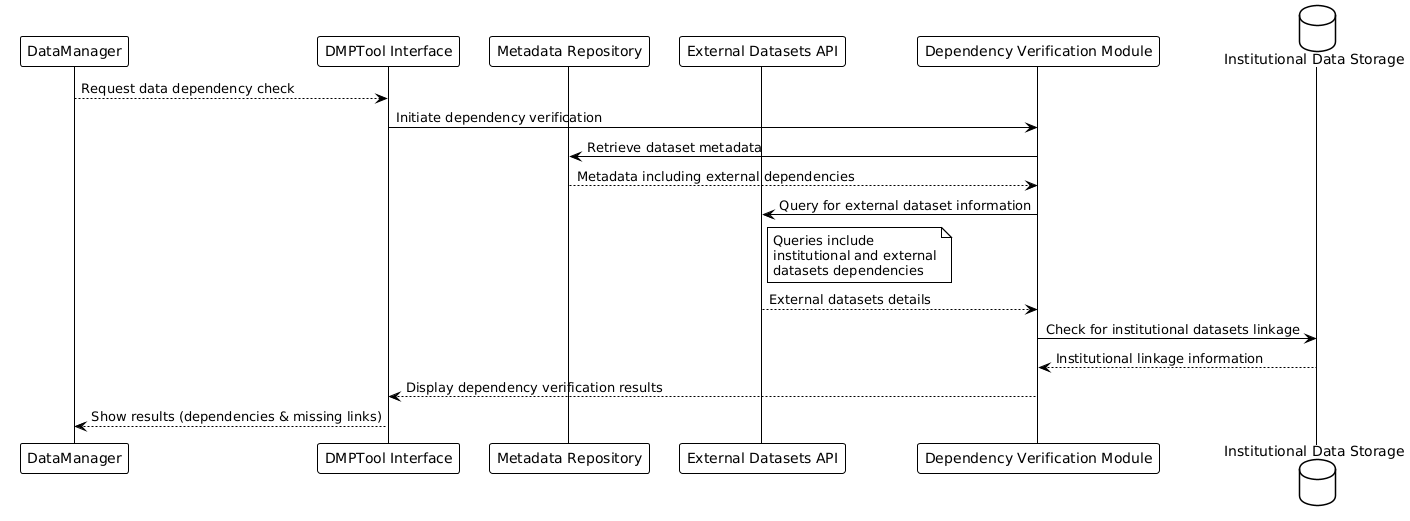 Institutional Data Storage
DataManager
DMPTool Interface
Metadata Repository
External Datasets API
Dependency Verification Module
Request data dependency check
Initiate dependency verification
Retrieve dataset metadata
Metadata including external dependencies
Query for external dataset information
Queries include
institutional and external
datasets dependencies
External datasets details
Check for institutional datasets linkage
Institutional linkage information
Display dependency verification results
Show results (dependencies & missing links)
DataManager
DMPTool Interface
Metadata Repository
External Datasets API
Dependency Verification Module
Institutional Data Storage